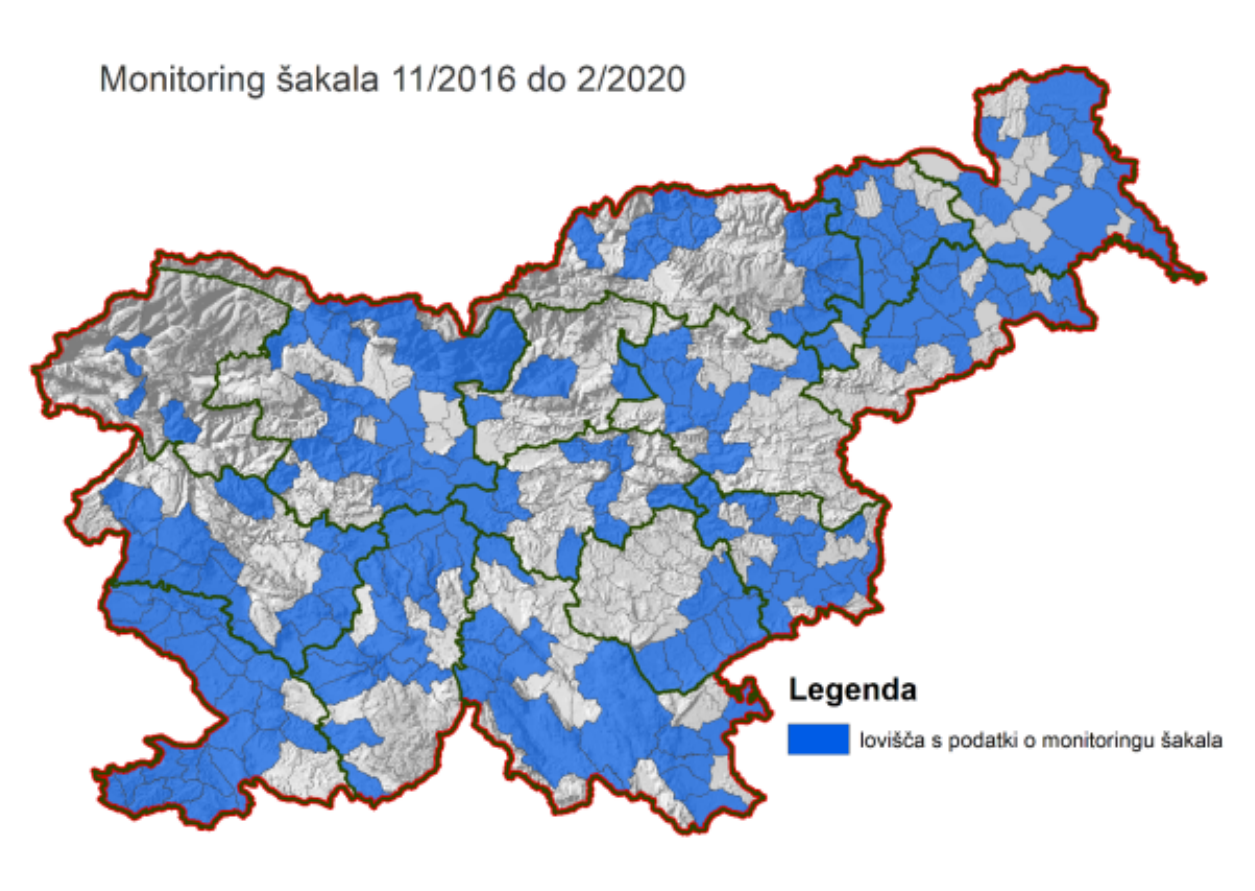 Monitoring šakala 11/2016 do 2/2020
Legenda
lovišča s podatki o monitoringu šakala